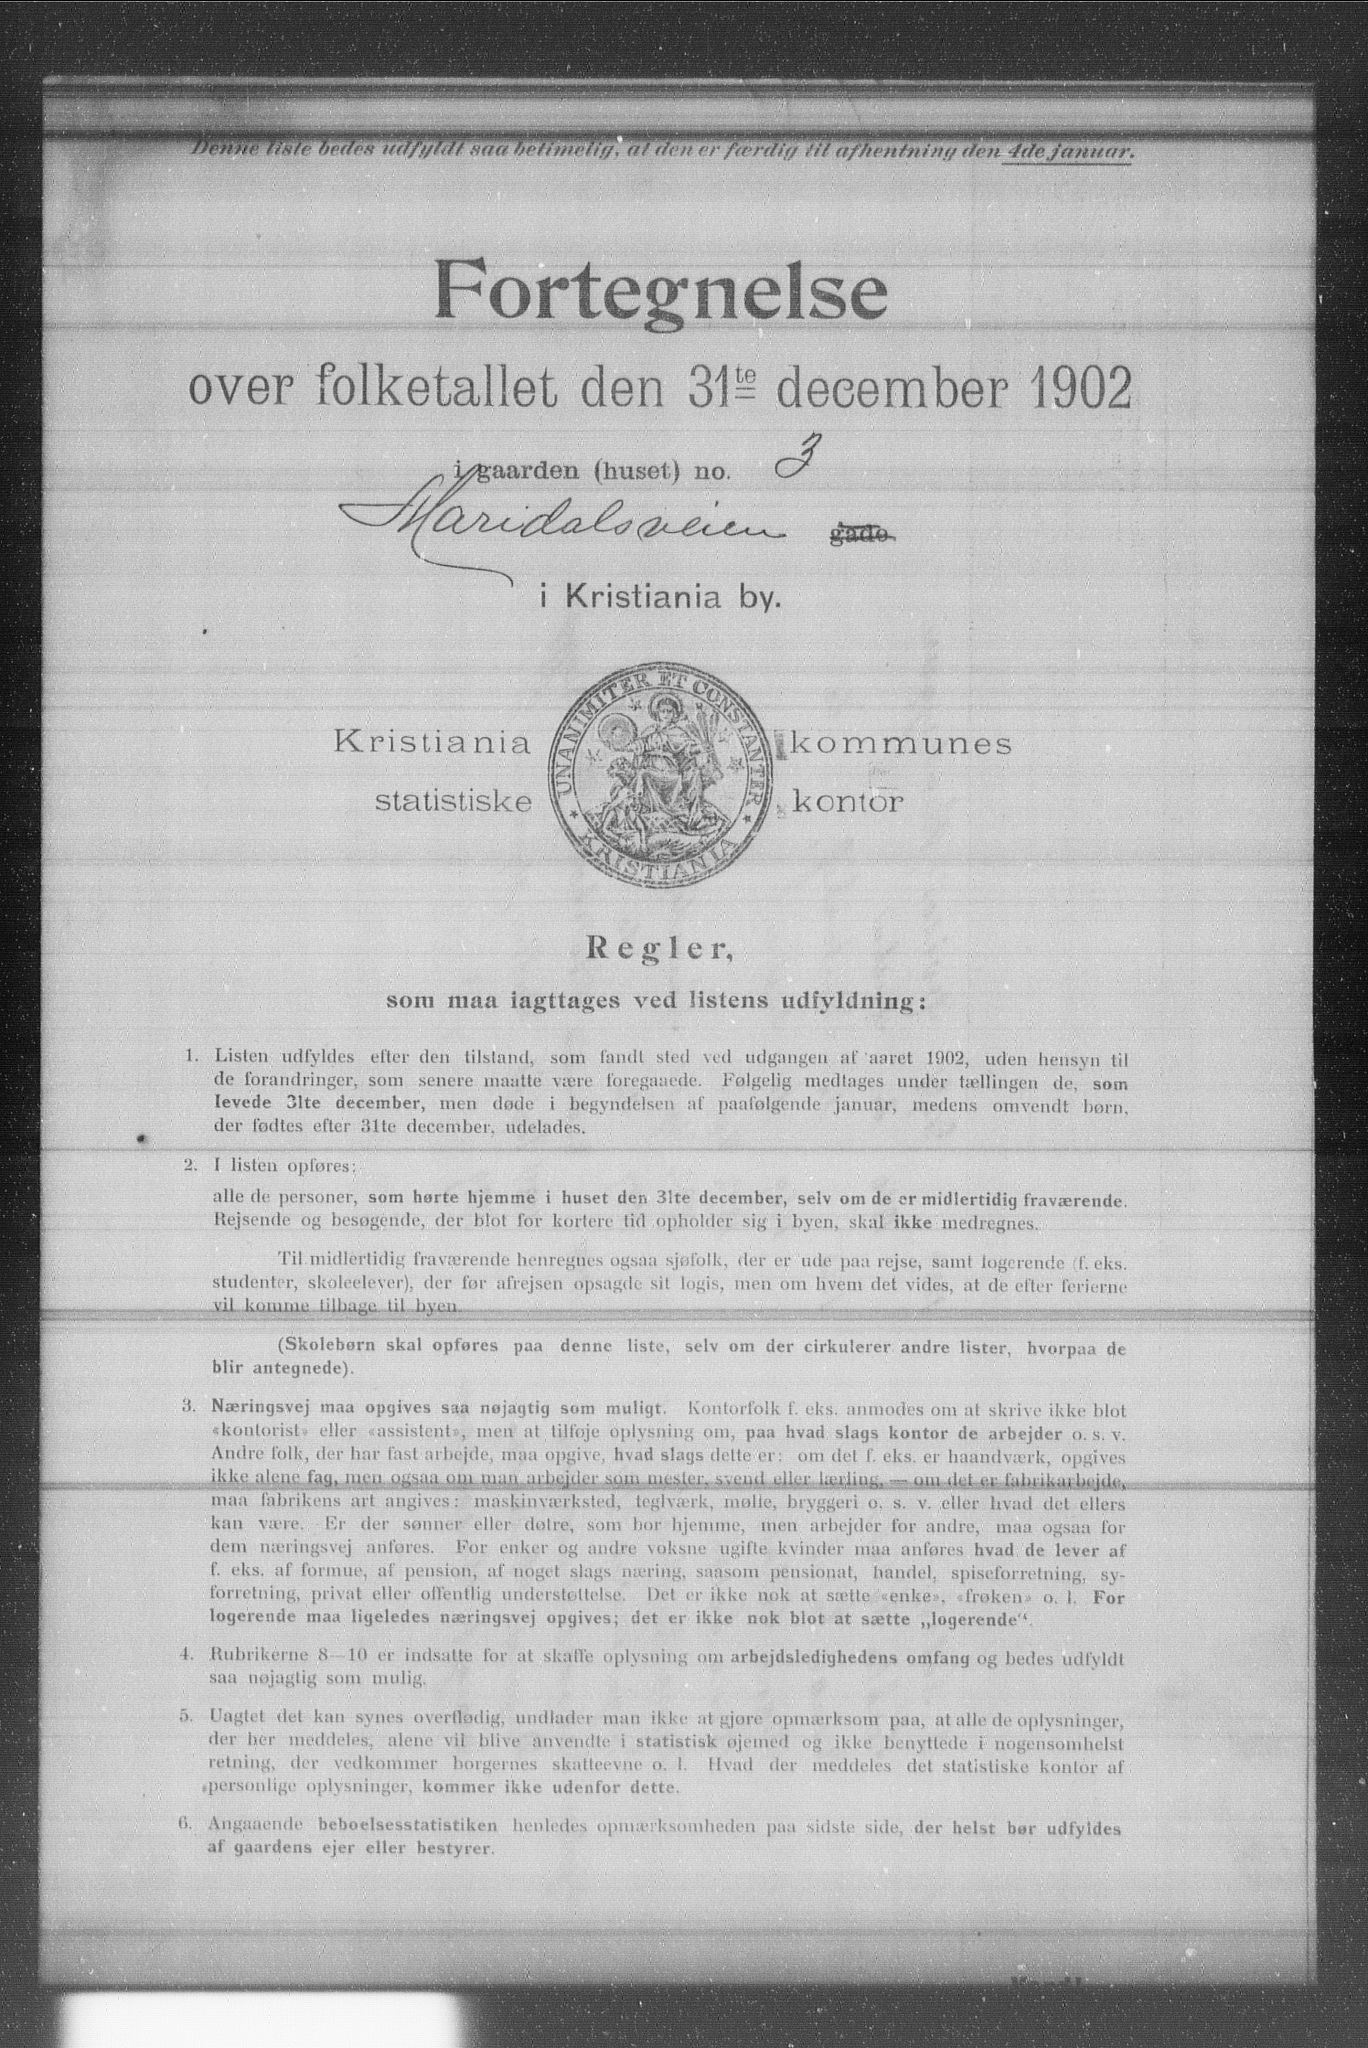 Denne liste bedes udfyldt saa betimelig, at den er færdig til afhentning den 4de januar.
Fortegnelse
over folketallet den 31te december 1902
i gaarden (huset) no. 3
Maridalsveien gade
i Kristiania by.
UNANIMITER ET CONSTANTER
KRISTIANIA
Kristiania kommunes
statistiske kontor
Regler,
som maa iagttages ved listens udfyldning:
1. Listen udfyldes efter den tilstand, som fandt sted ved udgangen af aaret 1902, uden hensyn til
de forandringer, som senere maatte være foregaaede. Følgelig medtages under tællingen de, som
levede 31te december, men døde i begyndelsen af paafølgende januar, medens omvendt børn,
der fødtes efter 31te december, udelades.
2. I listen opføres:
alle de personer, som hørte hjemme i huset den 31te december, selv om de er midlertidig fraværende.
Rejsende og besøgende, der blot for kortere tid opholder sig i byen, skal ikke medregnes.
Til midlertidig fraværende henregnes ogsaa sjøfolk, der er ude paa rejse, samt logerende (f. eks.
studenter, skoleelever), der før afrejsen opsagde sit logis, men om hvem det vides, at de efter ferierne
vil komme tilbage til byen.
(Skolebørn skal opføres paa denne liste, selv om der cirkulerer andre lister, hvorpaa de
blir antegnede).
3. Næringsvej maa opgives saa nøjagtig som muligt. Kontorfolk f. eks. anmodes om at skrive ikke blot
«kontorist» eller «assistent», men at tilføje oplysning om, paa hvad slags kontor de arbejder o. s. v.
Andre folk, der har fast arbejde, maa opgive, hvad slags dette er: om det f. eks. er haandværk, opgives
ikke alene fag, men ogsaa om man arbejder som mester, svend eller lærling, — om det er fabrikarbejde,
maa fabrikens art angives: maskinværksted, teglværk, mølle, bryggeri o. s. v. eller hvad det ellers
kan være. Er der sønner eller døtre, som bor hjemme, men arbejder for andre, maa ogsaa for
dem næringsvej anføres. For enker og andre voksne ugifte kvinder maa anføres hvad de lever af
f. eks. af formue, af pension, af noget slags næring, saasom pensionat, handel, spiseforretning, sy-
forretning, privat eller offentlig understøttelse. Det er ikke nok at sætte «enke», «frøken» o. l. For
logerende maa ligeledes næringsvej opgives; det er ikke nok blot at sætte „logerende“.
4. Rubrikerne 8—10 er indsatte for at skaffe oplysning om arbejdsledighedens omfang og bedes udfyldt
saa nøjagtig som mulig.
5. Uagtet det kan synes overflødig, undlader man ikke at gjøre opmærksom paa, at alle de oplysninger,
der her meddeles, alene vil blive anvendte i statistisk øjemed og ikke benyttede i nogensomhelst
retning, der vedkommer borgernes skatteevne o. l. Hvad der meddeles det statistiske kontor af
personlige oplysninger, kommer ikke udenfor dette.
6. Angaaende beboelsesstatistiken henledes opmærksomheden paa sidste side, der helst bør udfyldes
af gaardens ejer eller bestyrer.